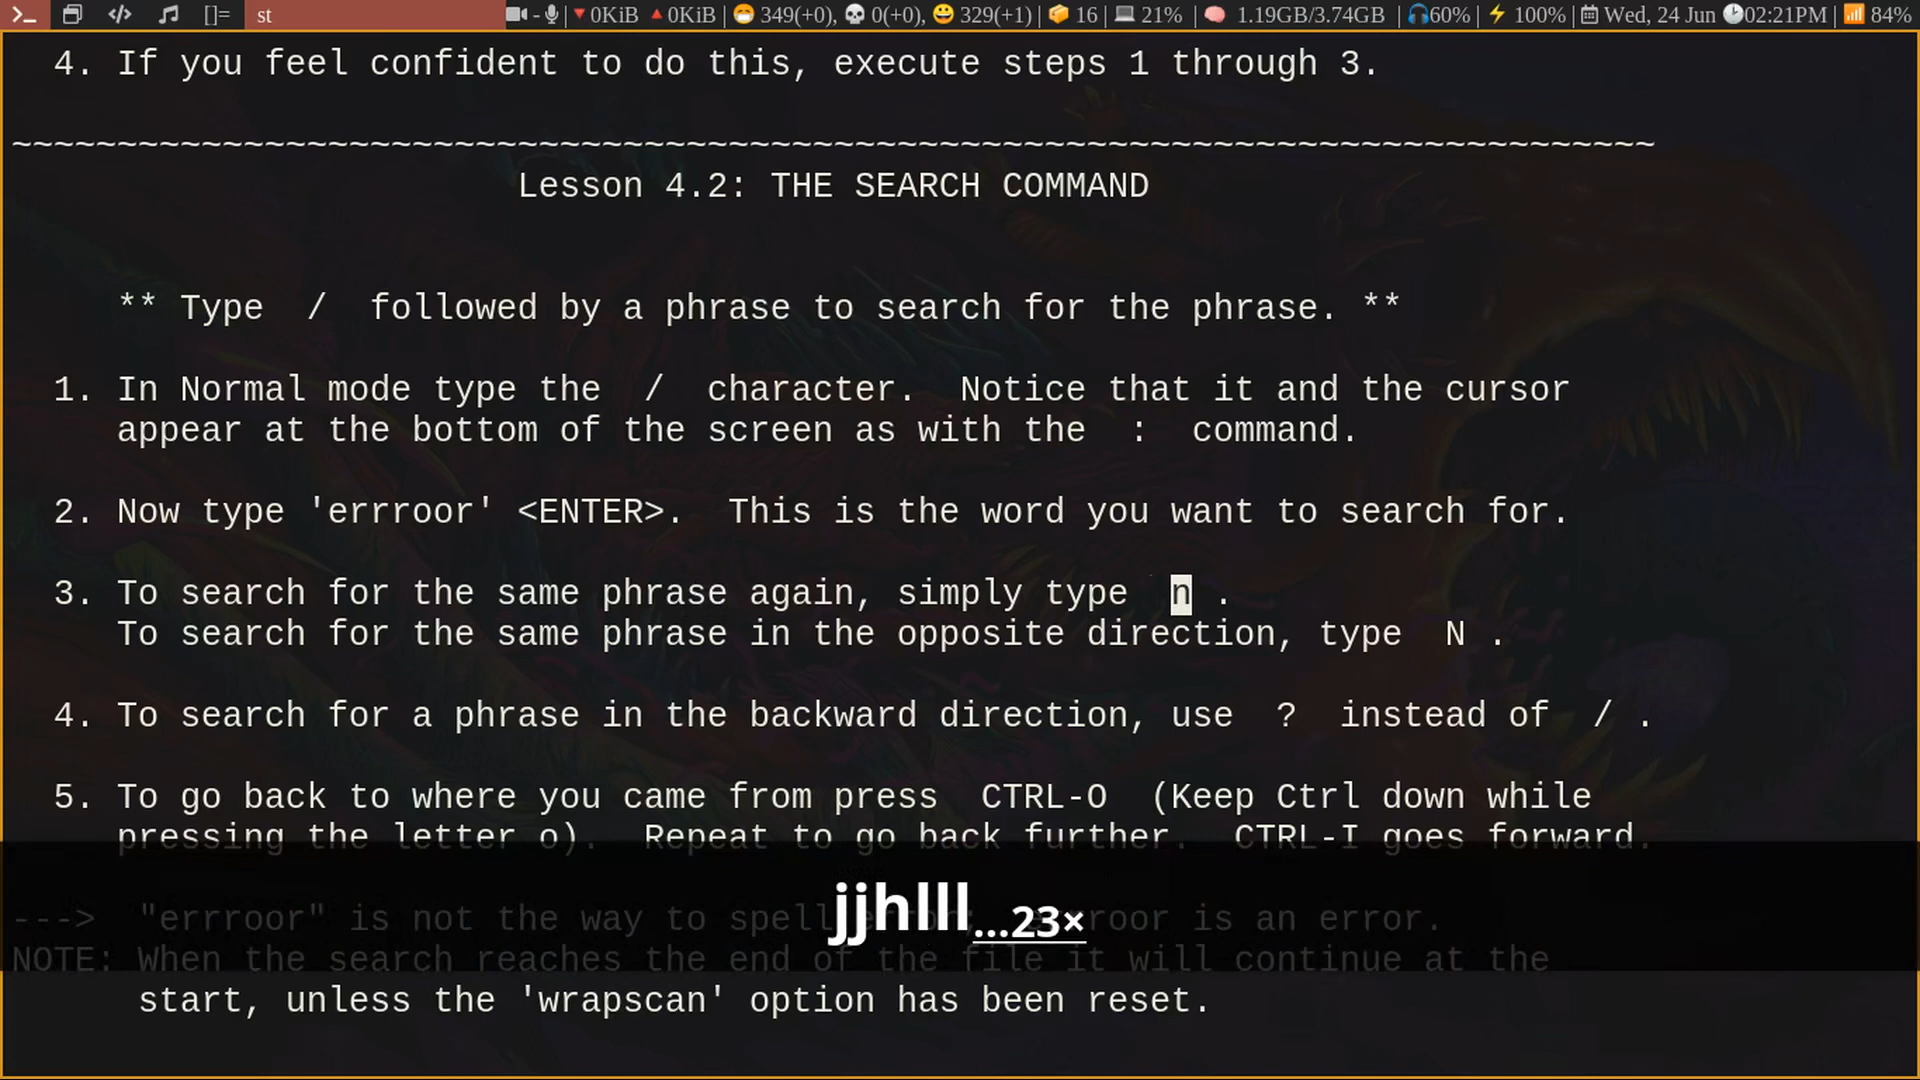 []= st - | 0KiB 0KiB | 349(+0), 0(+0), 329(+1) | 16 | 21% | 1.19GB/3.74GB | 60% | 100% | Wed, 24 Jun 02:21PM | 84%
4. If you feel confident to do this, execute steps 1 through 3.
~~~~~~~~~~~~~~~~~~~~~~~~~~~~~~~~~~~~~~~~~~~~~~~~~~~~~~~~~~~~~~~~~~~~~~~~~~~~~~
Lesson 4.2: THE SEARCH COMMAND
** Type  /  followed by a phrase to search for the phrase. **
1. In Normal mode type the  /  character.  Notice that it and the cursor
appear at the bottom of the screen as with the  :  command.
2. Now type 'errroor' <ENTER>.  This is the word you want to search for.
3. To search for the same phrase again, simply type  n .
To search for the same phrase in the opposite direction, type  N .
4. To search for a phrase in the backward direction, use  ?  instead of  / .
5. To go back to where you came from press  CTRL-O  (Keep Ctrl down while
pressing the letter o).  Repeat to go back further.  CTRL-I goes forward.
jjhlll...23×
--->  "errroor" is not the way to spell roor is an error.
NOTE: When the search reaches the end of the file it will continue at the
start, unless the 'wrapscan' option has been reset.